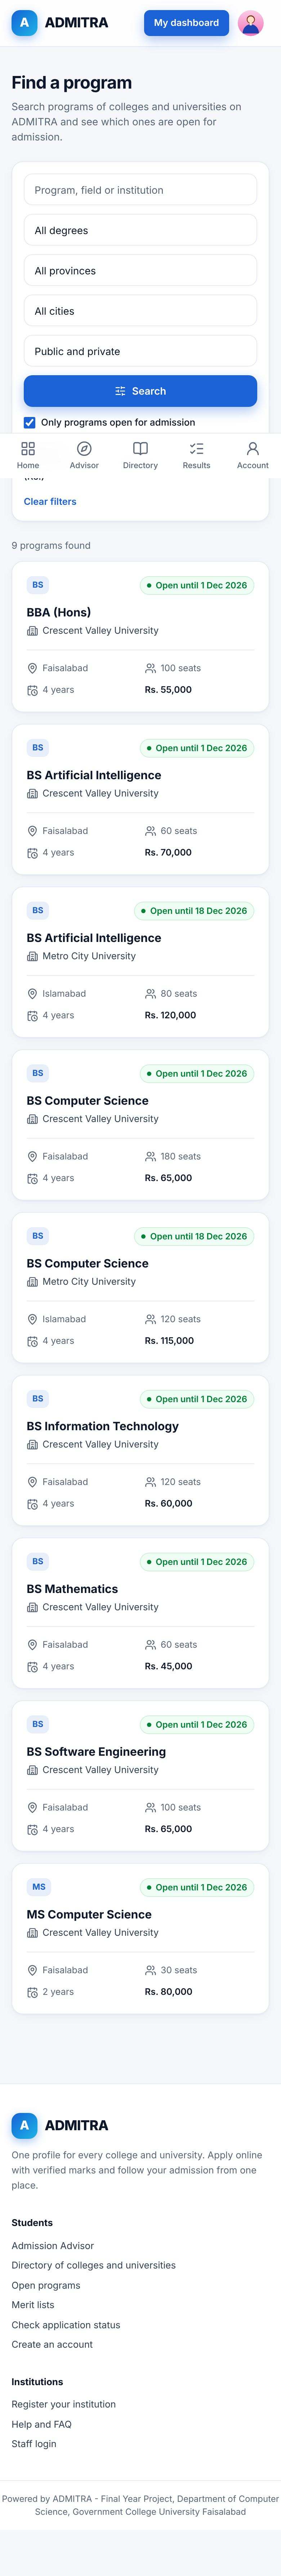 A ADMITRA
My dashboard
Find a program
Search programs of colleges and universities on
ADMITRA and see which ones are open for
admission.
Program, field or institution
All degrees
All provinces
All cities
Public and private
Search
Only programs open for admission
Home
Advisor
Directory
Results
Account
Clear filters
9 programs found
BS
Open until 1 Dec 2026
BBA (Hons)
Crescent Valley University
Faisalabad
100 seats
4 years
Rs. 55,000
BS
Open until 1 Dec 2026
BS Artificial Intelligence
Crescent Valley University
Faisalabad
60 seats
4 years
Rs. 70,000
BS
Open until 18 Dec 2026
BS Artificial Intelligence
Metro City University
Islamabad
80 seats
4 years
Rs. 120,000
BS
Open until 1 Dec 2026
BS Computer Science
Crescent Valley University
Faisalabad
180 seats
4 years
Rs. 65,000
BS
Open until 18 Dec 2026
BS Computer Science
Metro City University
Islamabad
120 seats
4 years
Rs. 115,000
BS
Open until 1 Dec 2026
BS Information Technology
Crescent Valley University
Faisalabad
120 seats
4 years
Rs. 60,000
BS
Open until 1 Dec 2026
BS Mathematics
Crescent Valley University
Faisalabad
60 seats
4 years
Rs. 45,000
BS
Open until 1 Dec 2026
BS Software Engineering
Crescent Valley University
Faisalabad
100 seats
4 years
Rs. 65,000
MS
Open until 1 Dec 2026
MS Computer Science
Crescent Valley University
Faisalabad
30 seats
2 years
Rs. 80,000
A ADMITRA
One profile for every college and university. Apply online
with verified marks and follow your admission from one
place.
Students
Admission Advisor
Directory of colleges and universities
Open programs
Merit lists
Check application status
Create an account
Institutions
Register your institution
Help and FAQ
Staff login
Powered by ADMITRA - Final Year Project, Department of Computer
Science, Government College University Faisalabad